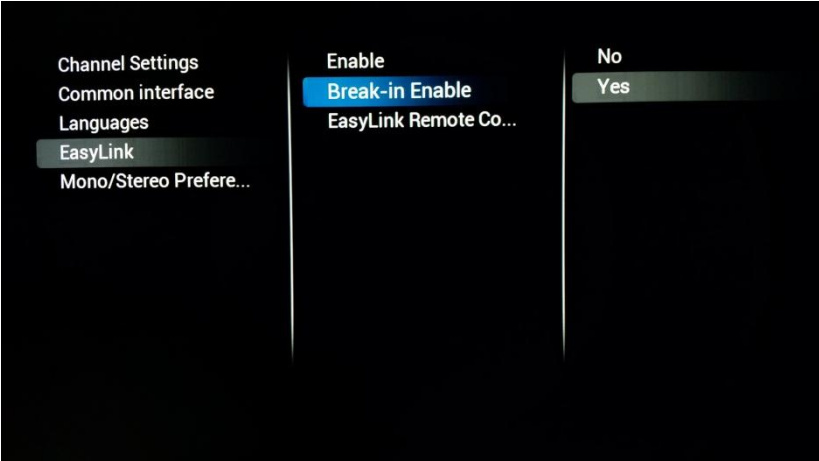 Channel Settings
Common interface
Languages
EasyLink
Mono/Stereo Prefere...
Enable
Break-in Enable
EasyLink Remote Co...
No
Yes